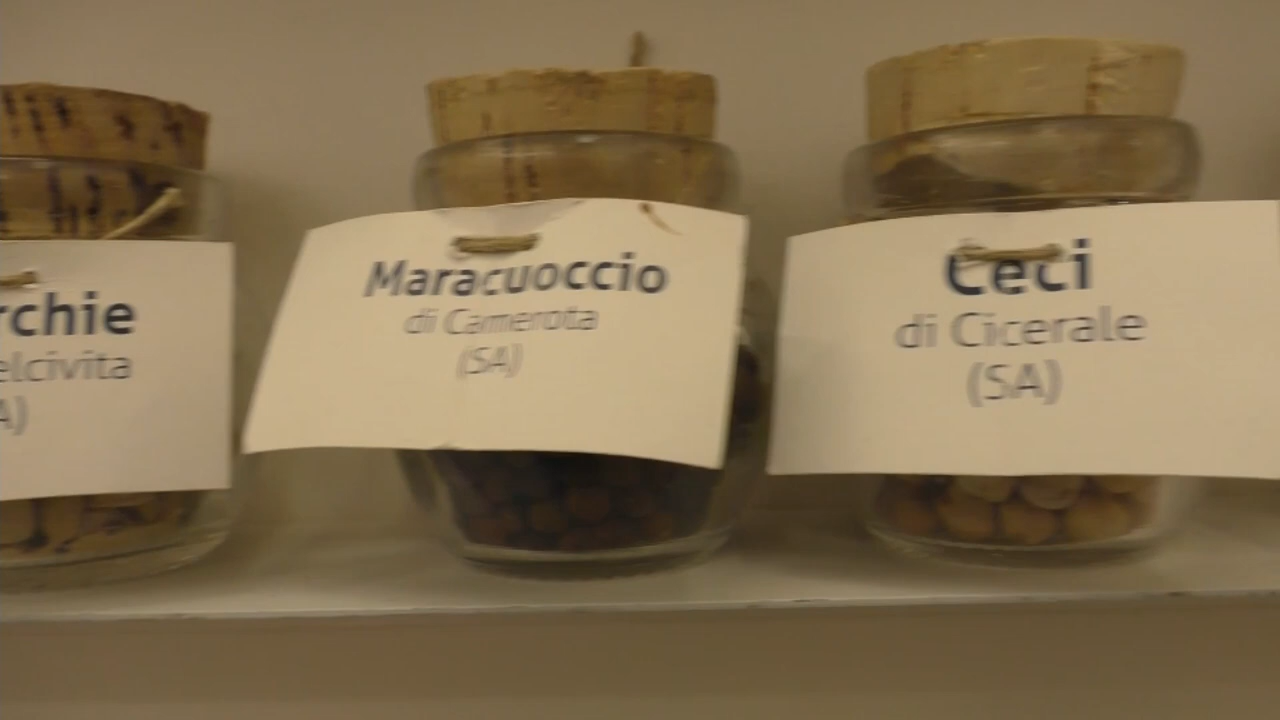 rchie
elcivita
A)
Maracuoccio
di Camerota
(SA)
Ceci
di Cicerale
(SA)